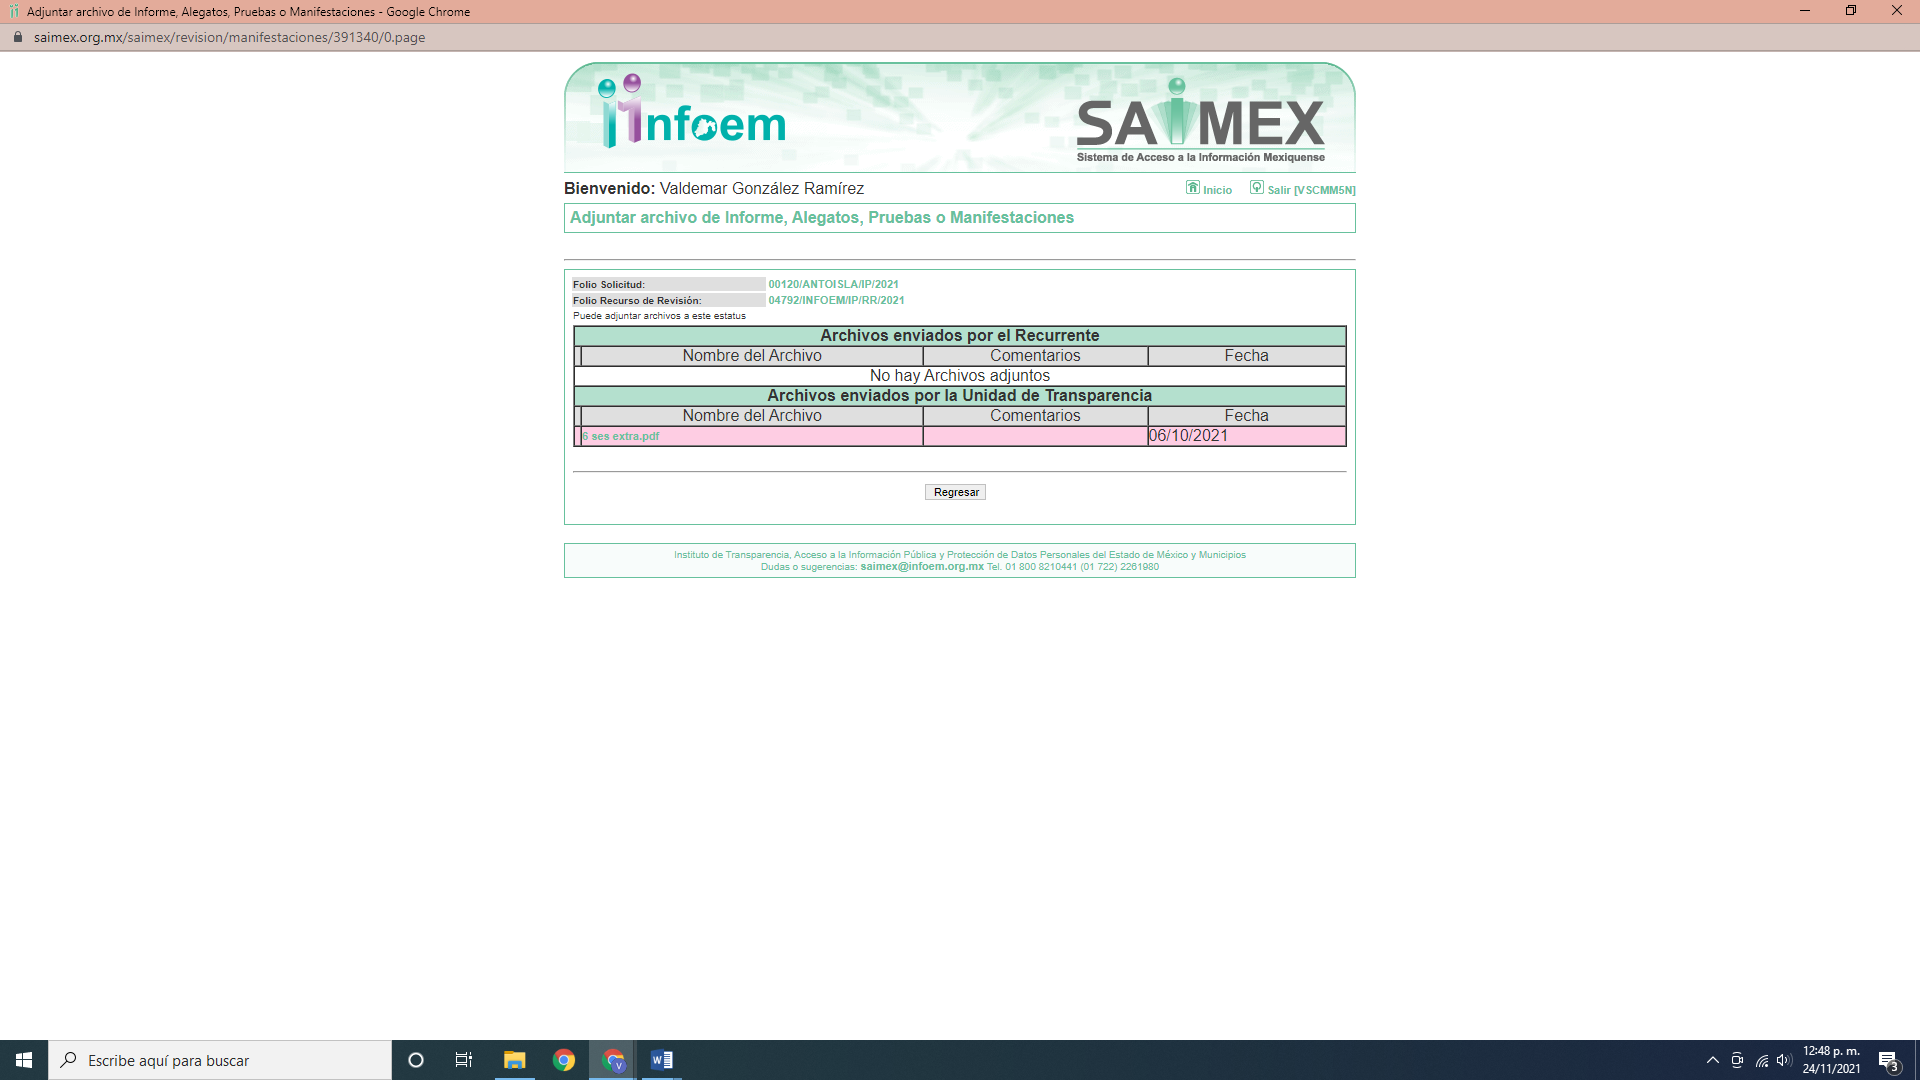 Adjuntar archivo de Informe, Alegatos, Pruebas o Manifestaciones - Google Chrome
saimex.org.mx/saimex/revision/manifestaciones/391340/0.page
infoem
SAIMEX
Sistema de Acceso a la Información Mexiquense
Bienvenido: Valdemar González Ramírez
Inicio
Salir [VSCMM5N]
Adjuntar archivo de Informe, Alegatos, Pruebas o Manifestaciones
Folio Solicitud: 00120/ANTOISLA/IP/2021
Folio Recurso de Revisión: 04792/INFOEM/IP/RR/2021
Puede adjuntar archivos a este estatus
Archivos enviados por el Recurrente
Nombre del Archivo Comentarios Fecha
No hay Archivos adjuntos
Archivos enviados por la Unidad de Transparencia
Nombre del Archivo Comentarios Fecha
6 ses extra.pdf 06/10/2021
Regresar
Instituto de Transparencia, Acceso a la Información Pública y Protección de Datos Personales del Estado de México y Municipios
Dudas o sugerencias: saimex@infoem.org.mx Tel. 01 800 8210441 (01 722) 2261980
Escribe aquí para buscar
12:48 p. m.
24/11/2021
3